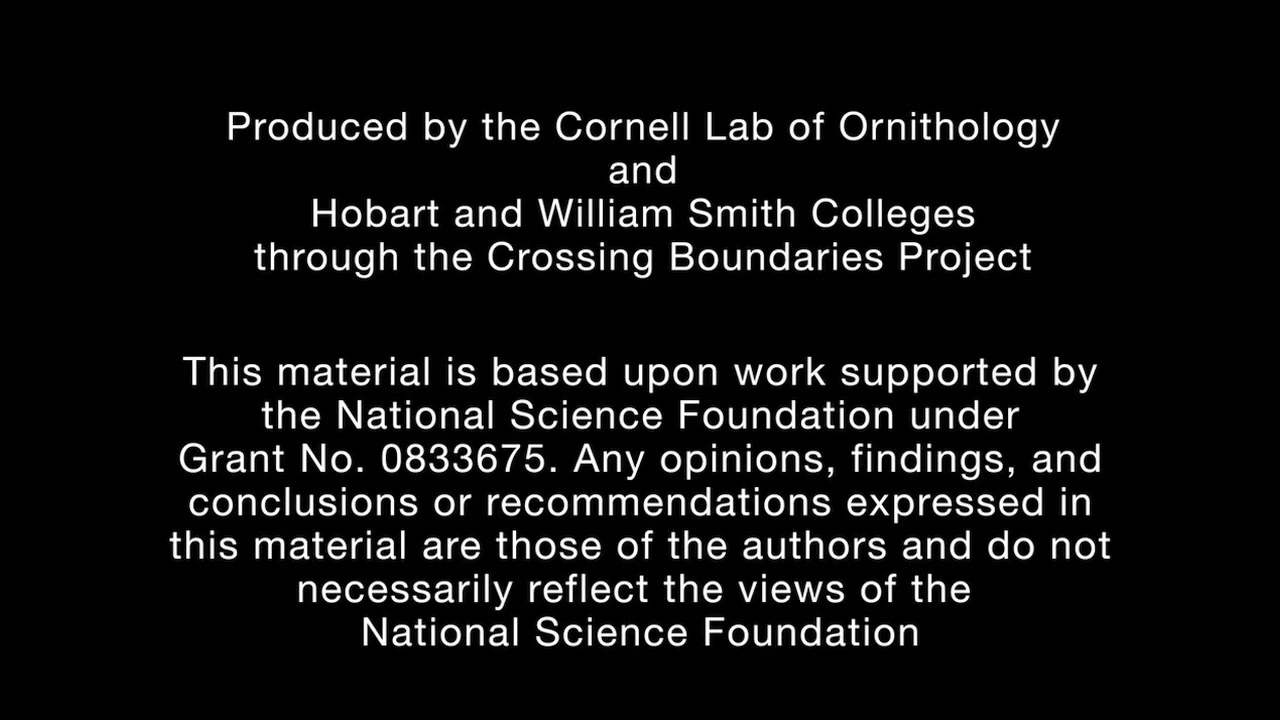 Produced by the Cornell Lab of Ornithology
and
Hobart and William Smith Colleges
through the Crossing Boundaries Project
This material is based upon work supported by
the National Science Foundation under
Grant No. 0833675. Any opinions, findings, and
conclusions or recommendations expressed in
this material are those of the authors and do not
necessarily reflect the views of the
National Science Foundation